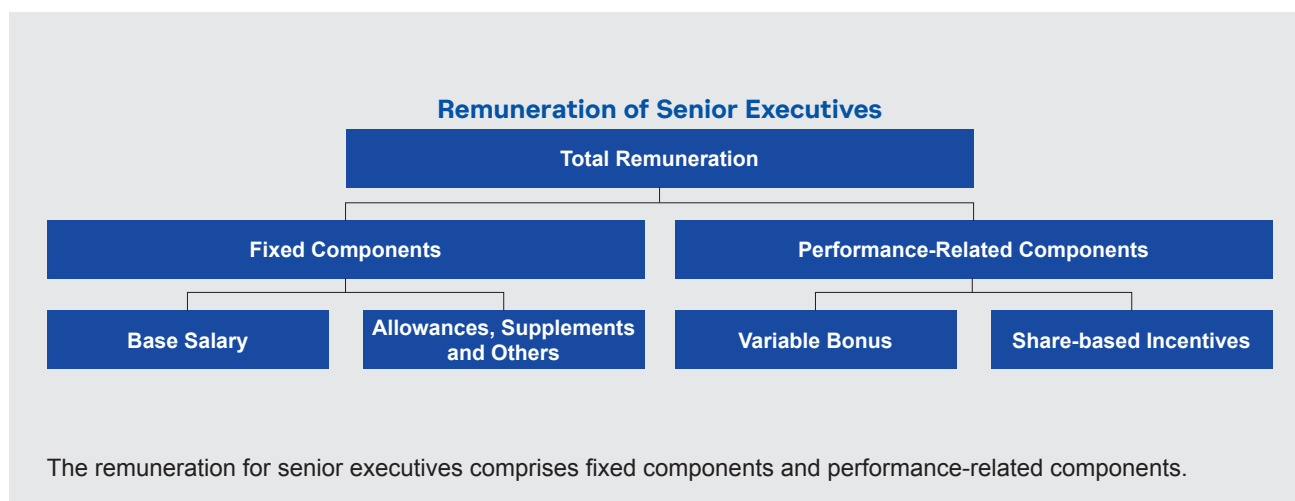 Remuneration of Senior Executives
Total Remuneration
Fixed Components
Performance-Related Components
Base Salary
Allowances, Supplements
and Others
Variable Bonus
Share-based Incentives
The remuneration for senior executives comprises fixed components and performance-related components.